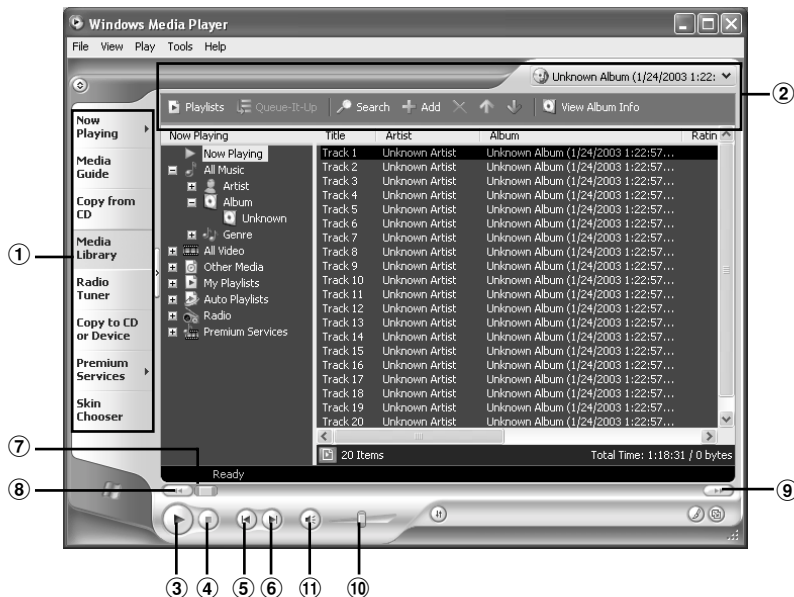 Windows Media Player
File View Play Tools Help
Unknown Album (1/24/2003 1:22:
②
Playlists Queue-It-Up Search Add View Album Info
Now Playing
Media Guide
Copy from CD
①
Media Library
Radio Tuner
Copy to CD or Device
Premium Services
Skin Chooser
Now Playing
Now Playing
All Music
Artist
Album
Unknown
Genre
All Video
Other Media
My Playlists
Auto Playlists
Radio
Premium Services
Title Artist Album Ratin
Track 1 Unknown Artist Unknown Album (1/24/2003 1:22:57...
Track 2 Unknown Artist Unknown Album (1/24/2003 1:22:57...
Track 3 Unknown Artist Unknown Album (1/24/2003 1:22:57...
Track 4 Unknown Artist Unknown Album (1/24/2003 1:22:57...
Track 5 Unknown Artist Unknown Album (1/24/2003 1:22:57...
Track 6 Unknown Artist Unknown Album (1/24/2003 1:22:57...
Track 7 Unknown Artist Unknown Album (1/24/2003 1:22:57...
Track 8 Unknown Artist Unknown Album (1/24/2003 1:22:57...
Track 9 Unknown Artist Unknown Album (1/24/2003 1:22:57...
Track 10 Unknown Artist Unknown Album (1/24/2003 1:22:57...
Track 11 Unknown Artist Unknown Album (1/24/2003 1:22:57...
Track 12 Unknown Artist Unknown Album (1/24/2003 1:22:57...
Track 13 Unknown Artist Unknown Album (1/24/2003 1:22:57...
Track 14 Unknown Artist Unknown Album (1/24/2003 1:22:57...
Track 15 Unknown Artist Unknown Album (1/24/2003 1:22:57...
Track 16 Unknown Artist Unknown Album (1/24/2003 1:22:57...
Track 17 Unknown Artist Unknown Album (1/24/2003 1:22:57...
Track 18 Unknown Artist Unknown Album (1/24/2003 1:22:57...
Track 19 Unknown Artist Unknown Album (1/24/2003 1:22:57...
Track 20 Unknown Artist Unknown Album (1/24/2003 1:22:57...
20 Items Total Time: 1:18:31 / 0 bytes
⑦
Ready
⑧ ⑨
③ ④ ⑤ ⑥ ⑪ ⑩